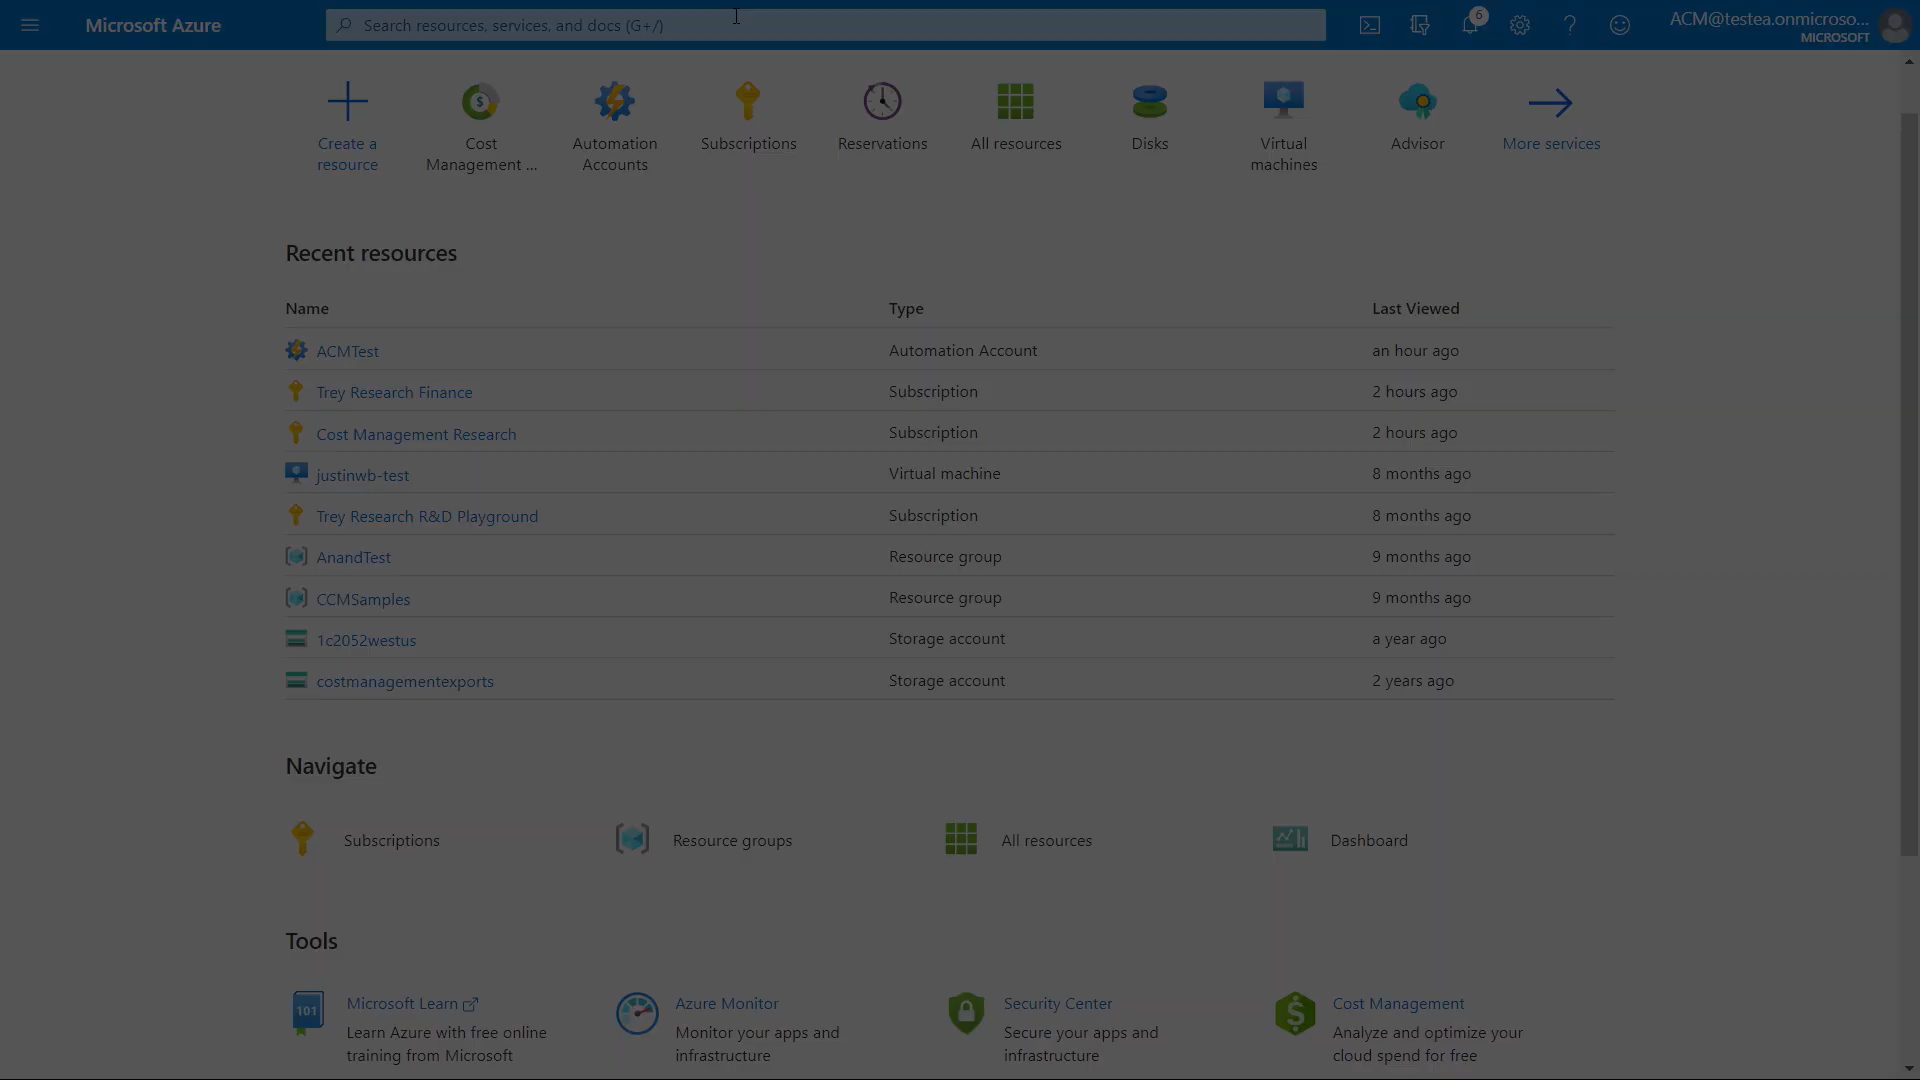 Microsoft Azure
Search resources, services, and docs (G+/)
6
ACM@testea.onmicroso...
MICROSOFT
Create a resource
Cost Management ...
Automation Accounts
Subscriptions
Reservations
All resources
Disks
Virtual machines
Advisor
More services
Recent resources
Name Type Last Viewed
ACMTest Automation Account an hour ago
Trey Research Finance Subscription 2 hours ago
Cost Management Research Subscription 2 hours ago
justinwb-test Virtual machine 8 months ago
Trey Research R&D Playground Subscription 8 months ago
AnandTest Resource group 9 months ago
CCMSamples Resource group 9 months ago
1c2052westus Storage account a year ago
costmanagementexports Storage account 2 years ago
Navigate
Subscriptions Resource groups All resources Dashboard
Tools
101
Microsoft Learn
Learn Azure with free online
training from Microsoft
Azure Monitor
Monitor your apps and
infrastructure
Security Center
Secure your apps and
infrastructure
Cost Management
Analyze and optimize your
cloud spend for free